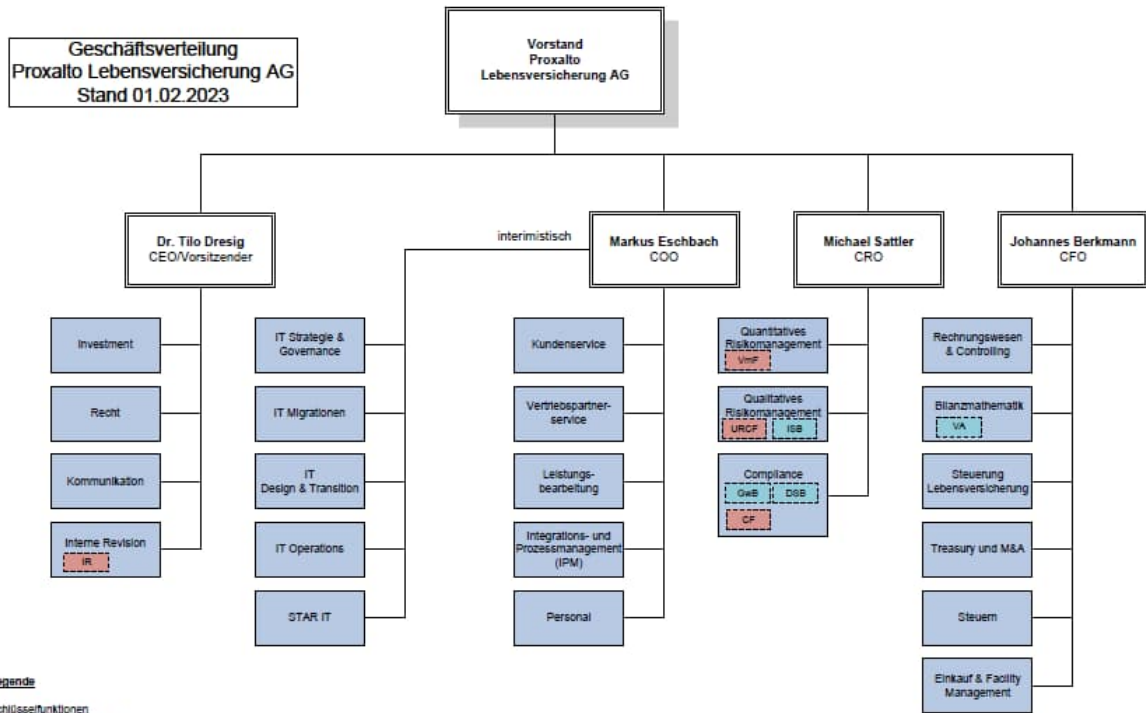 Geschäftsverteilung
Proxalto Lebensversicherung AG
Stand 01.02.2023
Vorstand
Proxalto
Lebensversicherung AG
Dr. Tilo Dresig
CEO/Vorsitzender
interimistisch
Markus Eschbach
COO
Michael Sattler
CRO
Johannes Berkmann
CFO
Investment
Recht
Kommunikation
Interne Revision
IR
IT Strategie &
Governance
IT Migrationen
IT
Design & Transition
IT Operations
STAR IT
Kundenservice
Vertriebspartner-
service
Leistungs-
bearbeitung
Integrations- und
Prozessmanagement
(IPM)
Personal
Quantitatives
Risikomanagement
VmF
Qualitatives
Risikomanagement
URCF ISB
Compliance
GwB DSB
CF
Rechnungswesen
& Controlling
Bilanzmathematik
VA
Steuerung
Lebensversicherung
Treasury und M&A
Steuern
Einkauf & Facility
Management
egende
chlüsselfunktionen